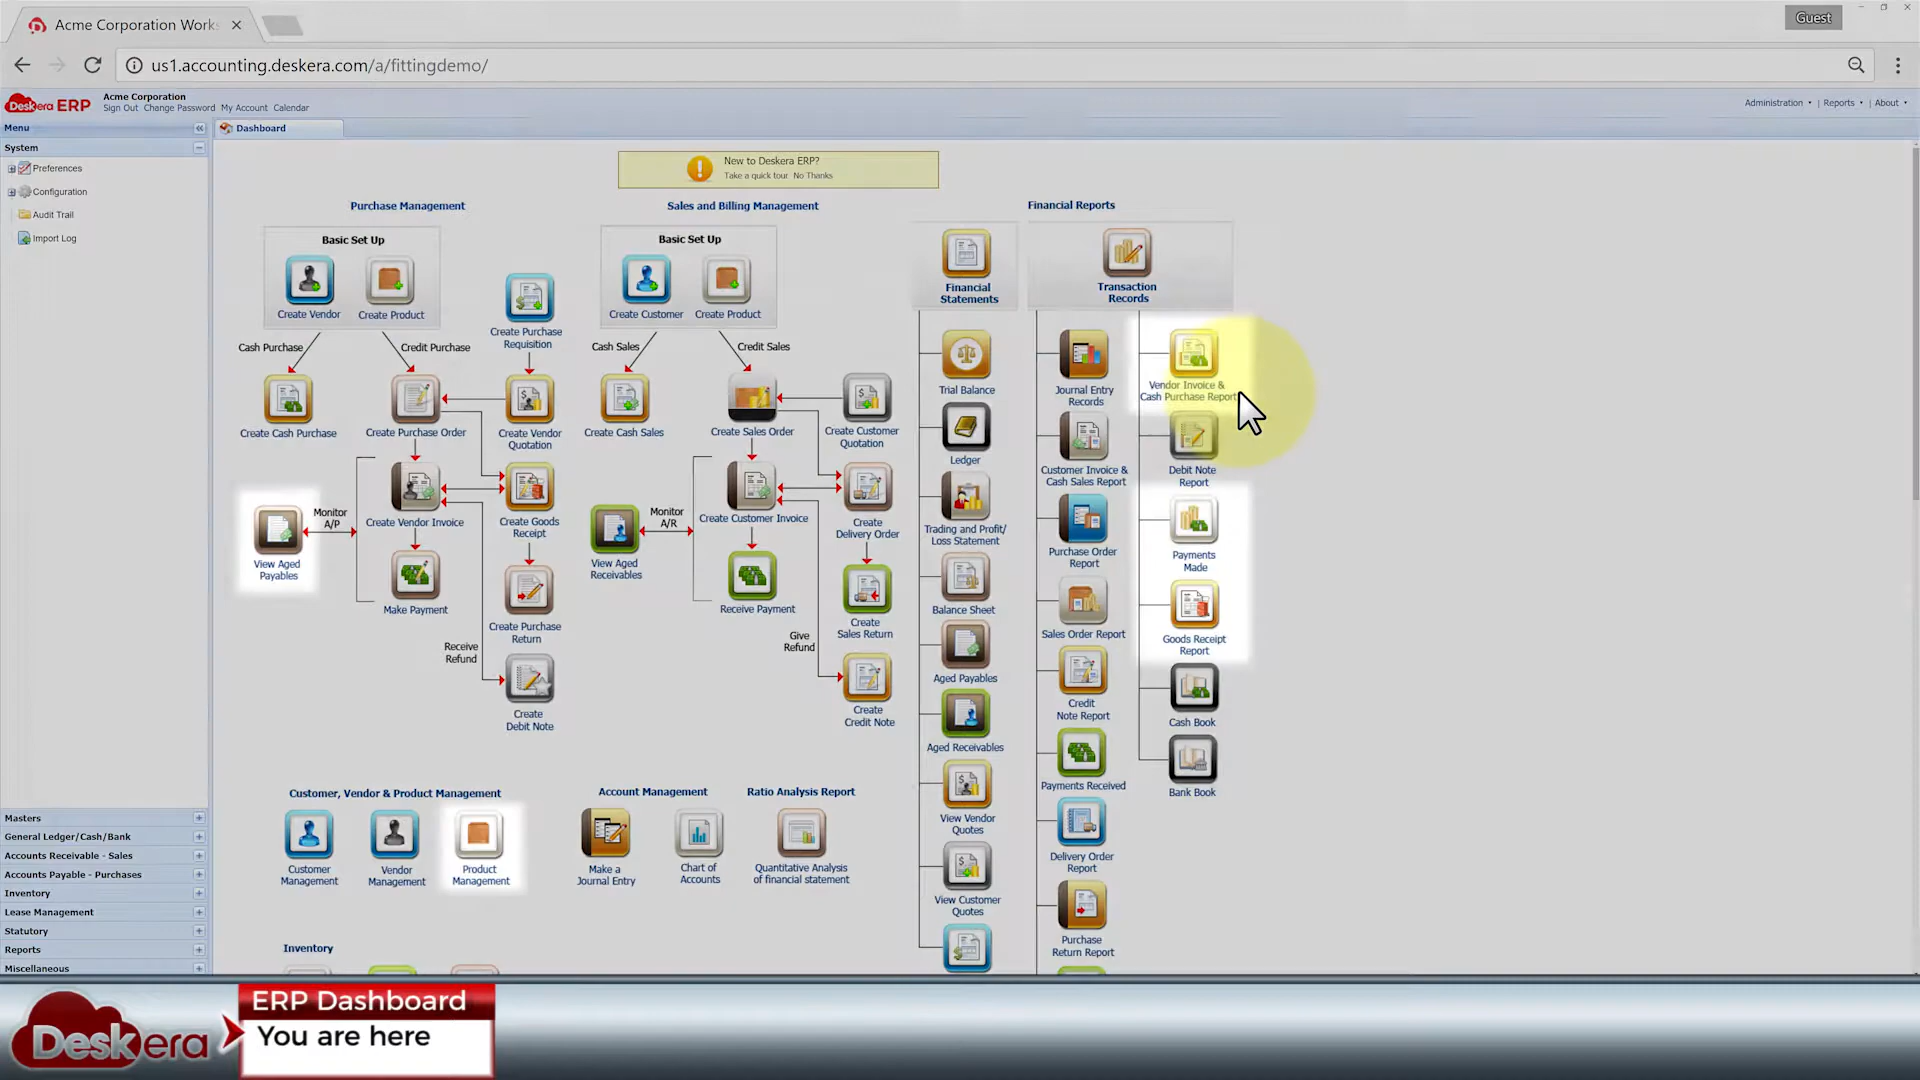 Acme Corporation Works
Guest
us1.accounting.deskera.com/a/fittingdemo/
Deskera ERP
Acme Corporation
Sign Out Change Password My Account Calendar
Administration Reports About
Menu
Dashboard
System
Preferences
Configuration
Audit Trail
Import Log
New to Deskera ERP?
Take a quick tour No Thanks
Purchase Management
Sales and Billing Management
Financial Reports
Basic Set Up
Create Vendor
Create Product
Create Purchase
Requisition
Cash Purchase
Credit Purchase
Create Cash Purchase
Create Purchase Order
Create Vendor
Quotation
Monitor
A/P
View Aged
Payables
Create Vendor Invoice
Create Goods
Receipt
Make Payment
Create Purchase
Return
Receive
Refund
Create
Debit Note
Basic Set Up
Create Customer
Create Product
Cash Sales
Credit Sales
Create Cash Sales
Create Sales Order
Create Customer
Quotation
Monitor
A/R
View Aged
Receivables
Create Customer Invoice
Create
Delivery Order
Receive Payment
Create
Sales Return
Give
Refund
Create
Credit Note
Financial
Statements
Trial Balance
Ledger
Trading and Profit/
Loss Statement
Balance Sheet
Aged Payables
Aged Receivables
View Vendor
Quotes
View Customer
Quotes
Transaction
Records
Journal Entry
Records
Customer Invoice &
Cash Sales Report
Purchase Order
Report
Sales Order Report
Credit
Note Report
Payments Received
Delivery Order
Report
Purchase
Return Report
Vendor Invoice &
Cash Purchase Report
Debit Note
Report
Payments
Made
Goods Receipt
Report
Cash Book
Bank Book
Customer, Vendor & Product Management
Customer
Management
Vendor
Management
Product
Management
Account Management
Make a
Journal Entry
Chart of
Accounts
Ratio Analysis Report
Quantitative Analysis
of financial statement
Inventory
Masters
General Ledger/Cash/Bank
Accounts Receivable - Sales
Accounts Payable - Purchases
Inventory
Lease Management
Statutory
Reports
Miscellaneous
Deskera
ERP Dashboard
You are here